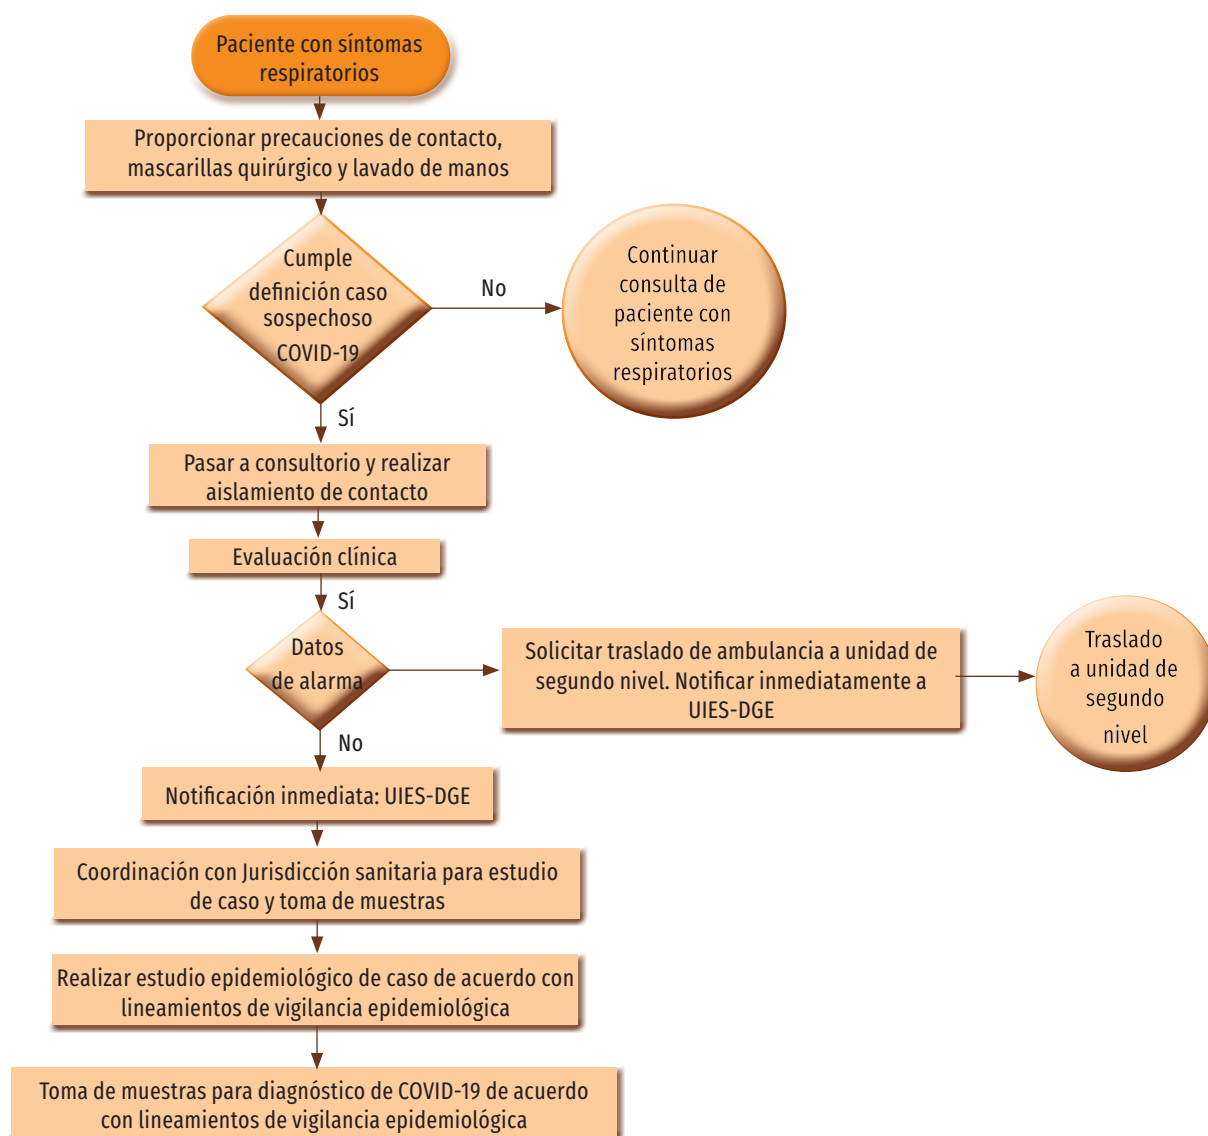 Paciente con síntomas
respiratorios
Proporcionar precauciones de contacto,
mascarillas quirúrgico y lavado de manos
Cumple
definición caso
sospechoso
COVID-19
No
Continuar
consulta de
paciente con
síntomas
respiratorios
Sí
Pasar a consultorio y realizar
aislamiento de contacto
Evaluación clínica
Sí
Datos
de alarma
Solicitar traslado de ambulancia a unidad de
segundo nivel. Notificar inmediatamente a
UIES-DGE
Traslado
a unidad de
segundo
nivel
No
Notificación inmediata: UIES-DGE
Coordinación con Jurisdicción sanitaria para estudio
de caso y toma de muestras
Realizar estudio epidemiológico de caso de acuerdo con
lineamientos de vigilancia epidemiológica
Toma de muestras para diagnóstico de COVID-19 de acuerdo
con lineamientos de vigilancia epidemiológica